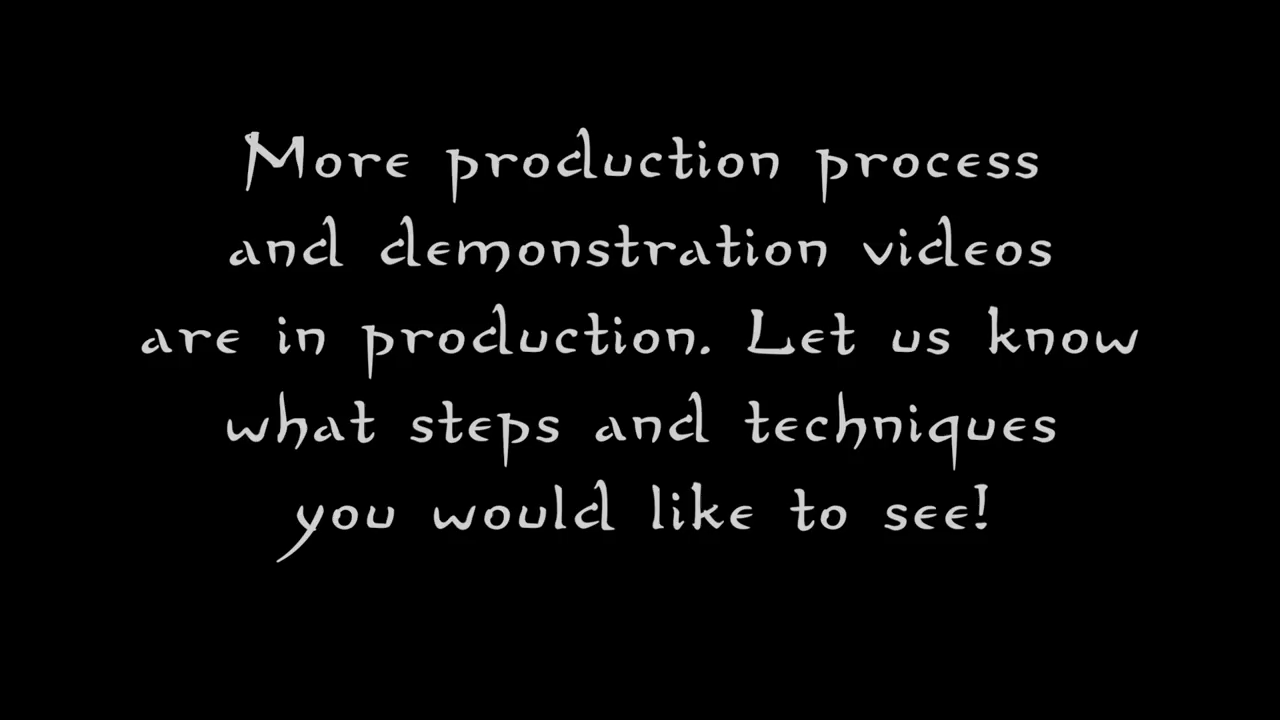 More production process
and demonstration videos
are in production. Let us know
what steps and techniques
you would like to see!